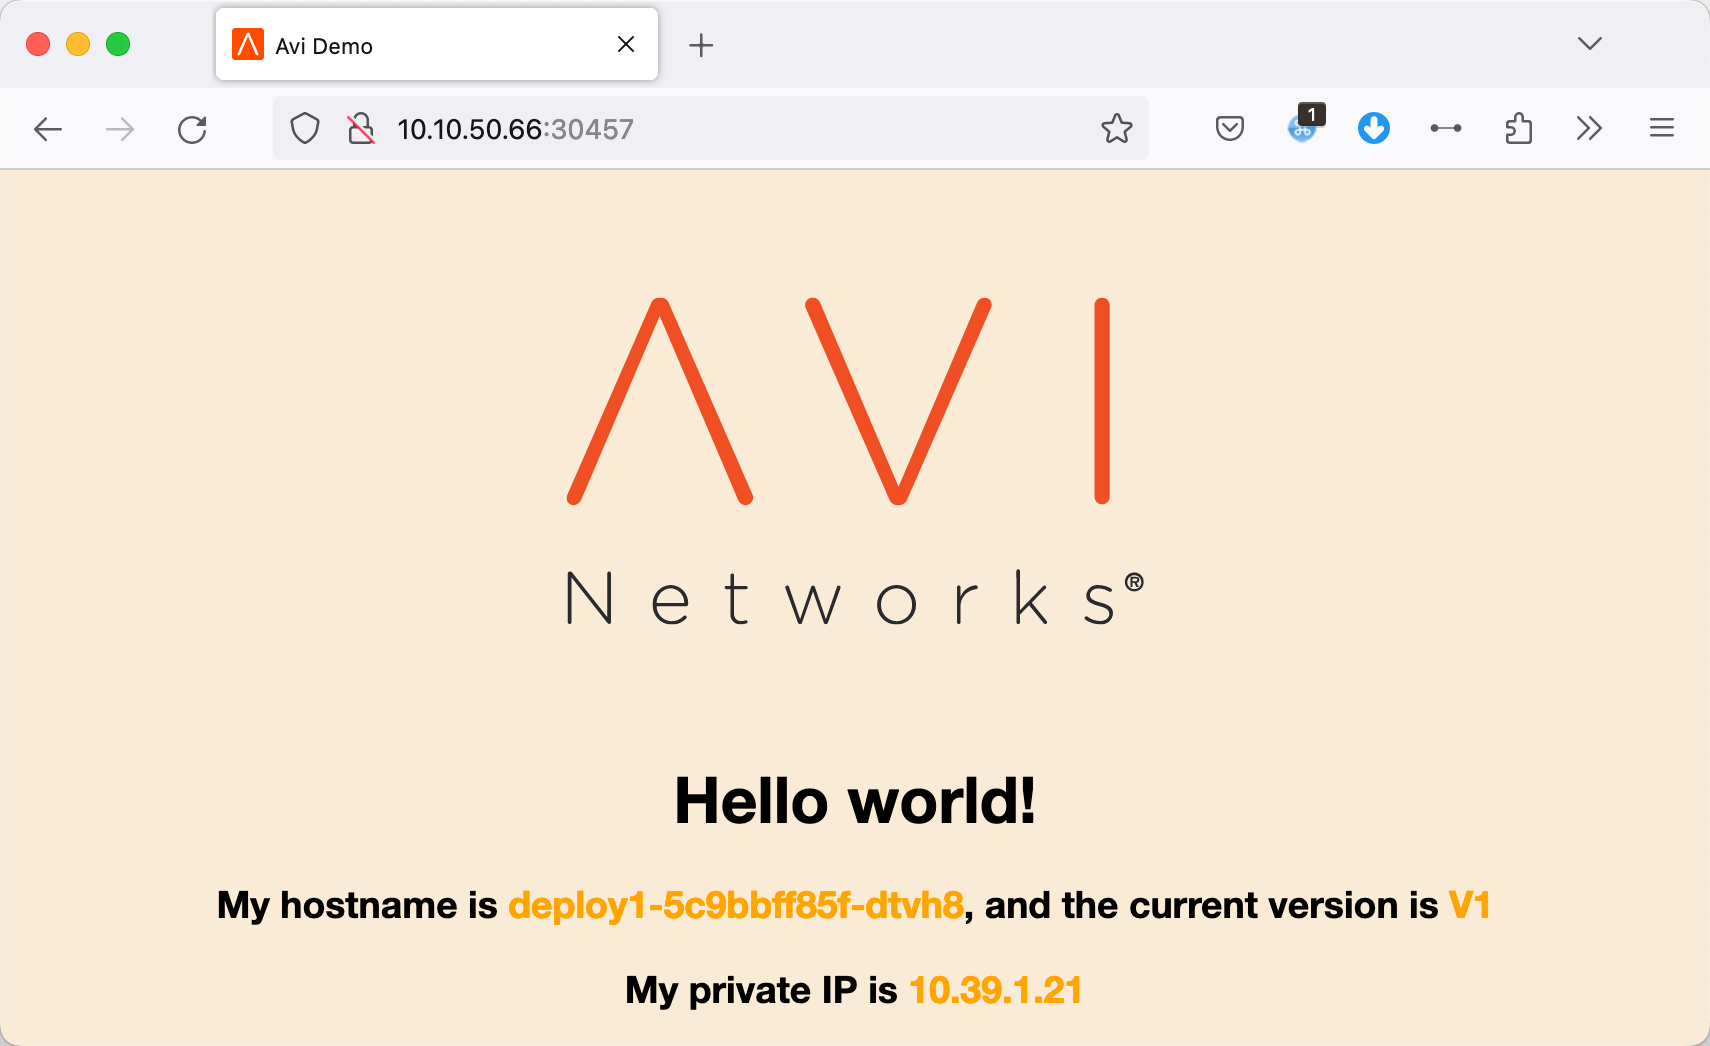 Avi Demo
10.10.50.66:30457
1
AVI
Networks®
Hello world!
My hostname is deploy1-5c9bbff85f-dtvh8, and the current version is V1
My private IP is 10.39.1.21